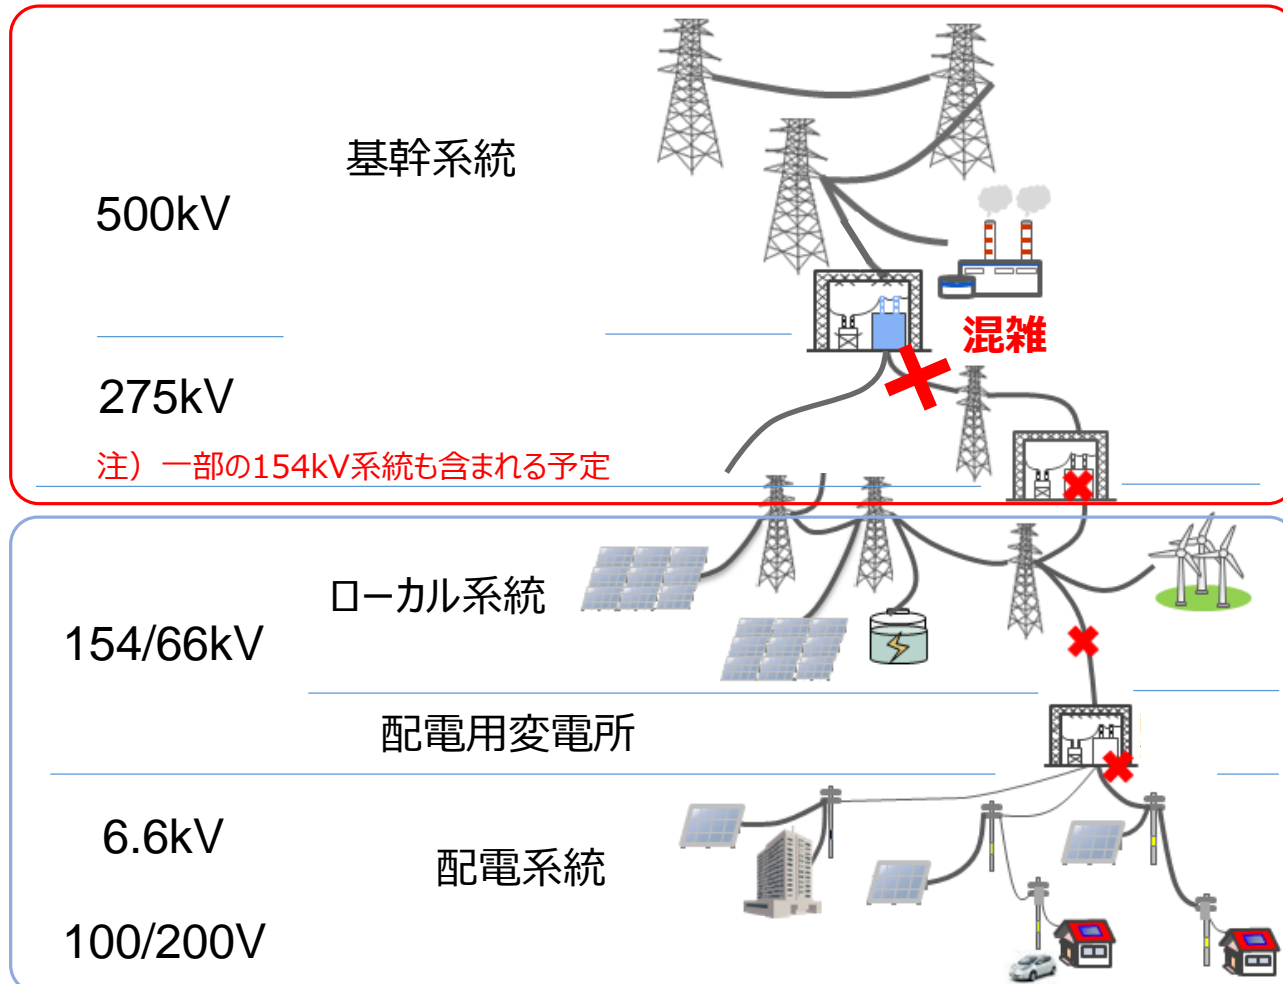 基幹系統
500kV
混雑
275kV
注）一部の154kV系統も含まれる予定
ローカル系統
154/66kV
配電用変電所
6.6kV
配電系統
100/200V